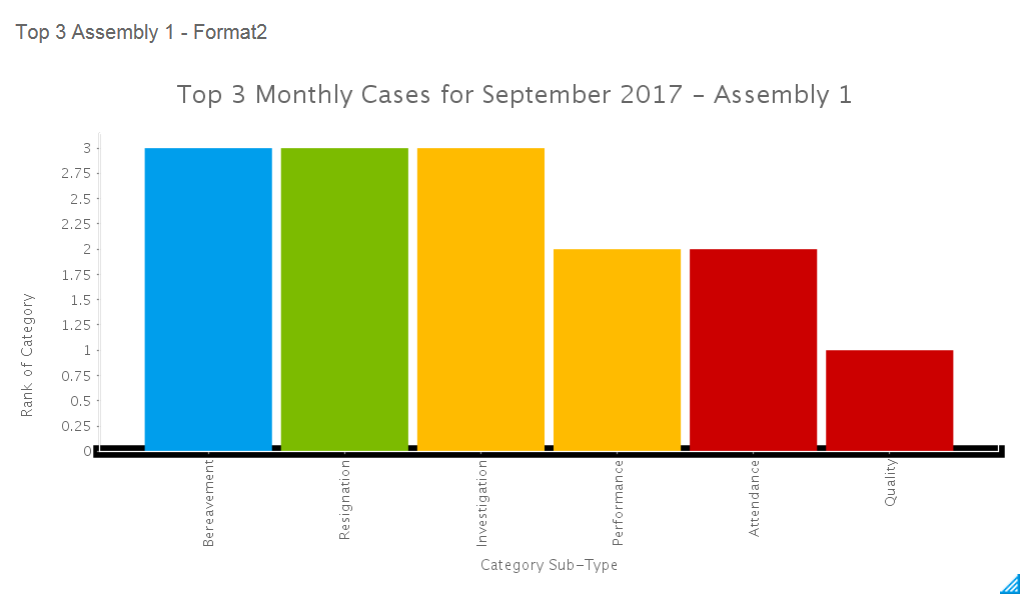 Top 3 Assembly 1 - Format2
Top 3 Monthly Cases for September 2017 – Assembly 1
Rank of Category
3
2.75
2.5
2.25
2
1.75
1.5
1.25
1
0.75
0.5
0.25
0
Bereavement
Resignation
Investigation
Performance
Attendance
Quality
Category Sub–Type